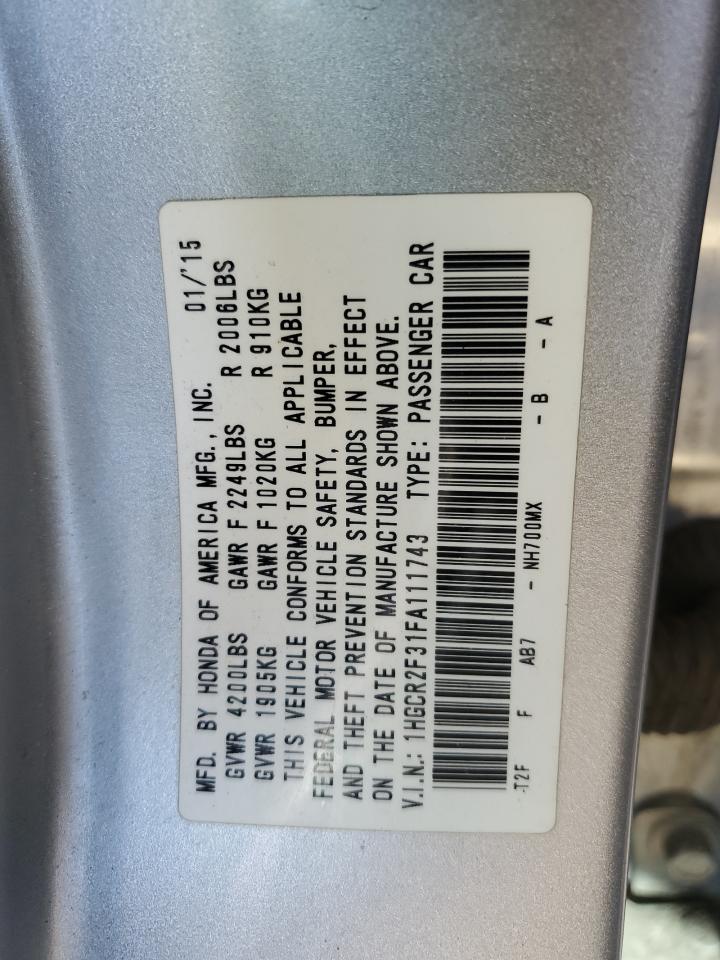 MFD. BY HONDA OF AMERICA MFG., INC. 01/'15
GVWR 4200LBS GAWR F 2249LBS R 2006LBS
GVWR 1905KG GAWR F 1020KG R 910KG
THIS VEHICLE CONFORMS TO ALL APPLICABLE
FEDERAL MOTOR VEHICLE SAFETY, BUMPER,
AND THEFT PREVENTION STANDARDS IN EFFECT
ON THE DATE OF MANUFACTURE SHOWN ABOVE.
V.I.N.: 1HGCR2F31FA111743 TYPE: PASSENGER CAR
-T2F F AB7 - NH700MX - B - A